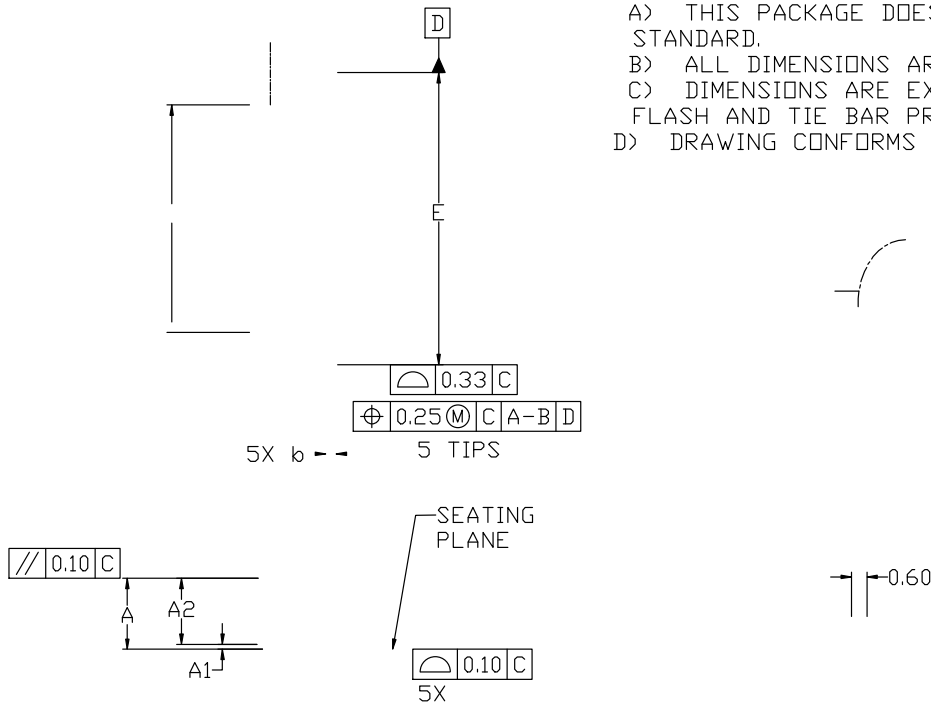 D
A) THIS PACKAGE DOES
STANDARD.
B) ALL DIMENSIONS AR
C) DIMENSIONS ARE EX
FLASH AND TIE BAR PR
D) DRAWING CONFORMS
E
0.33 C
0.25 Ⓜ C A-B D
5X b
5 TIPS
SEATING
PLANE
// 0.10 C
A
A2
A1
0.60
0.10 C
5X